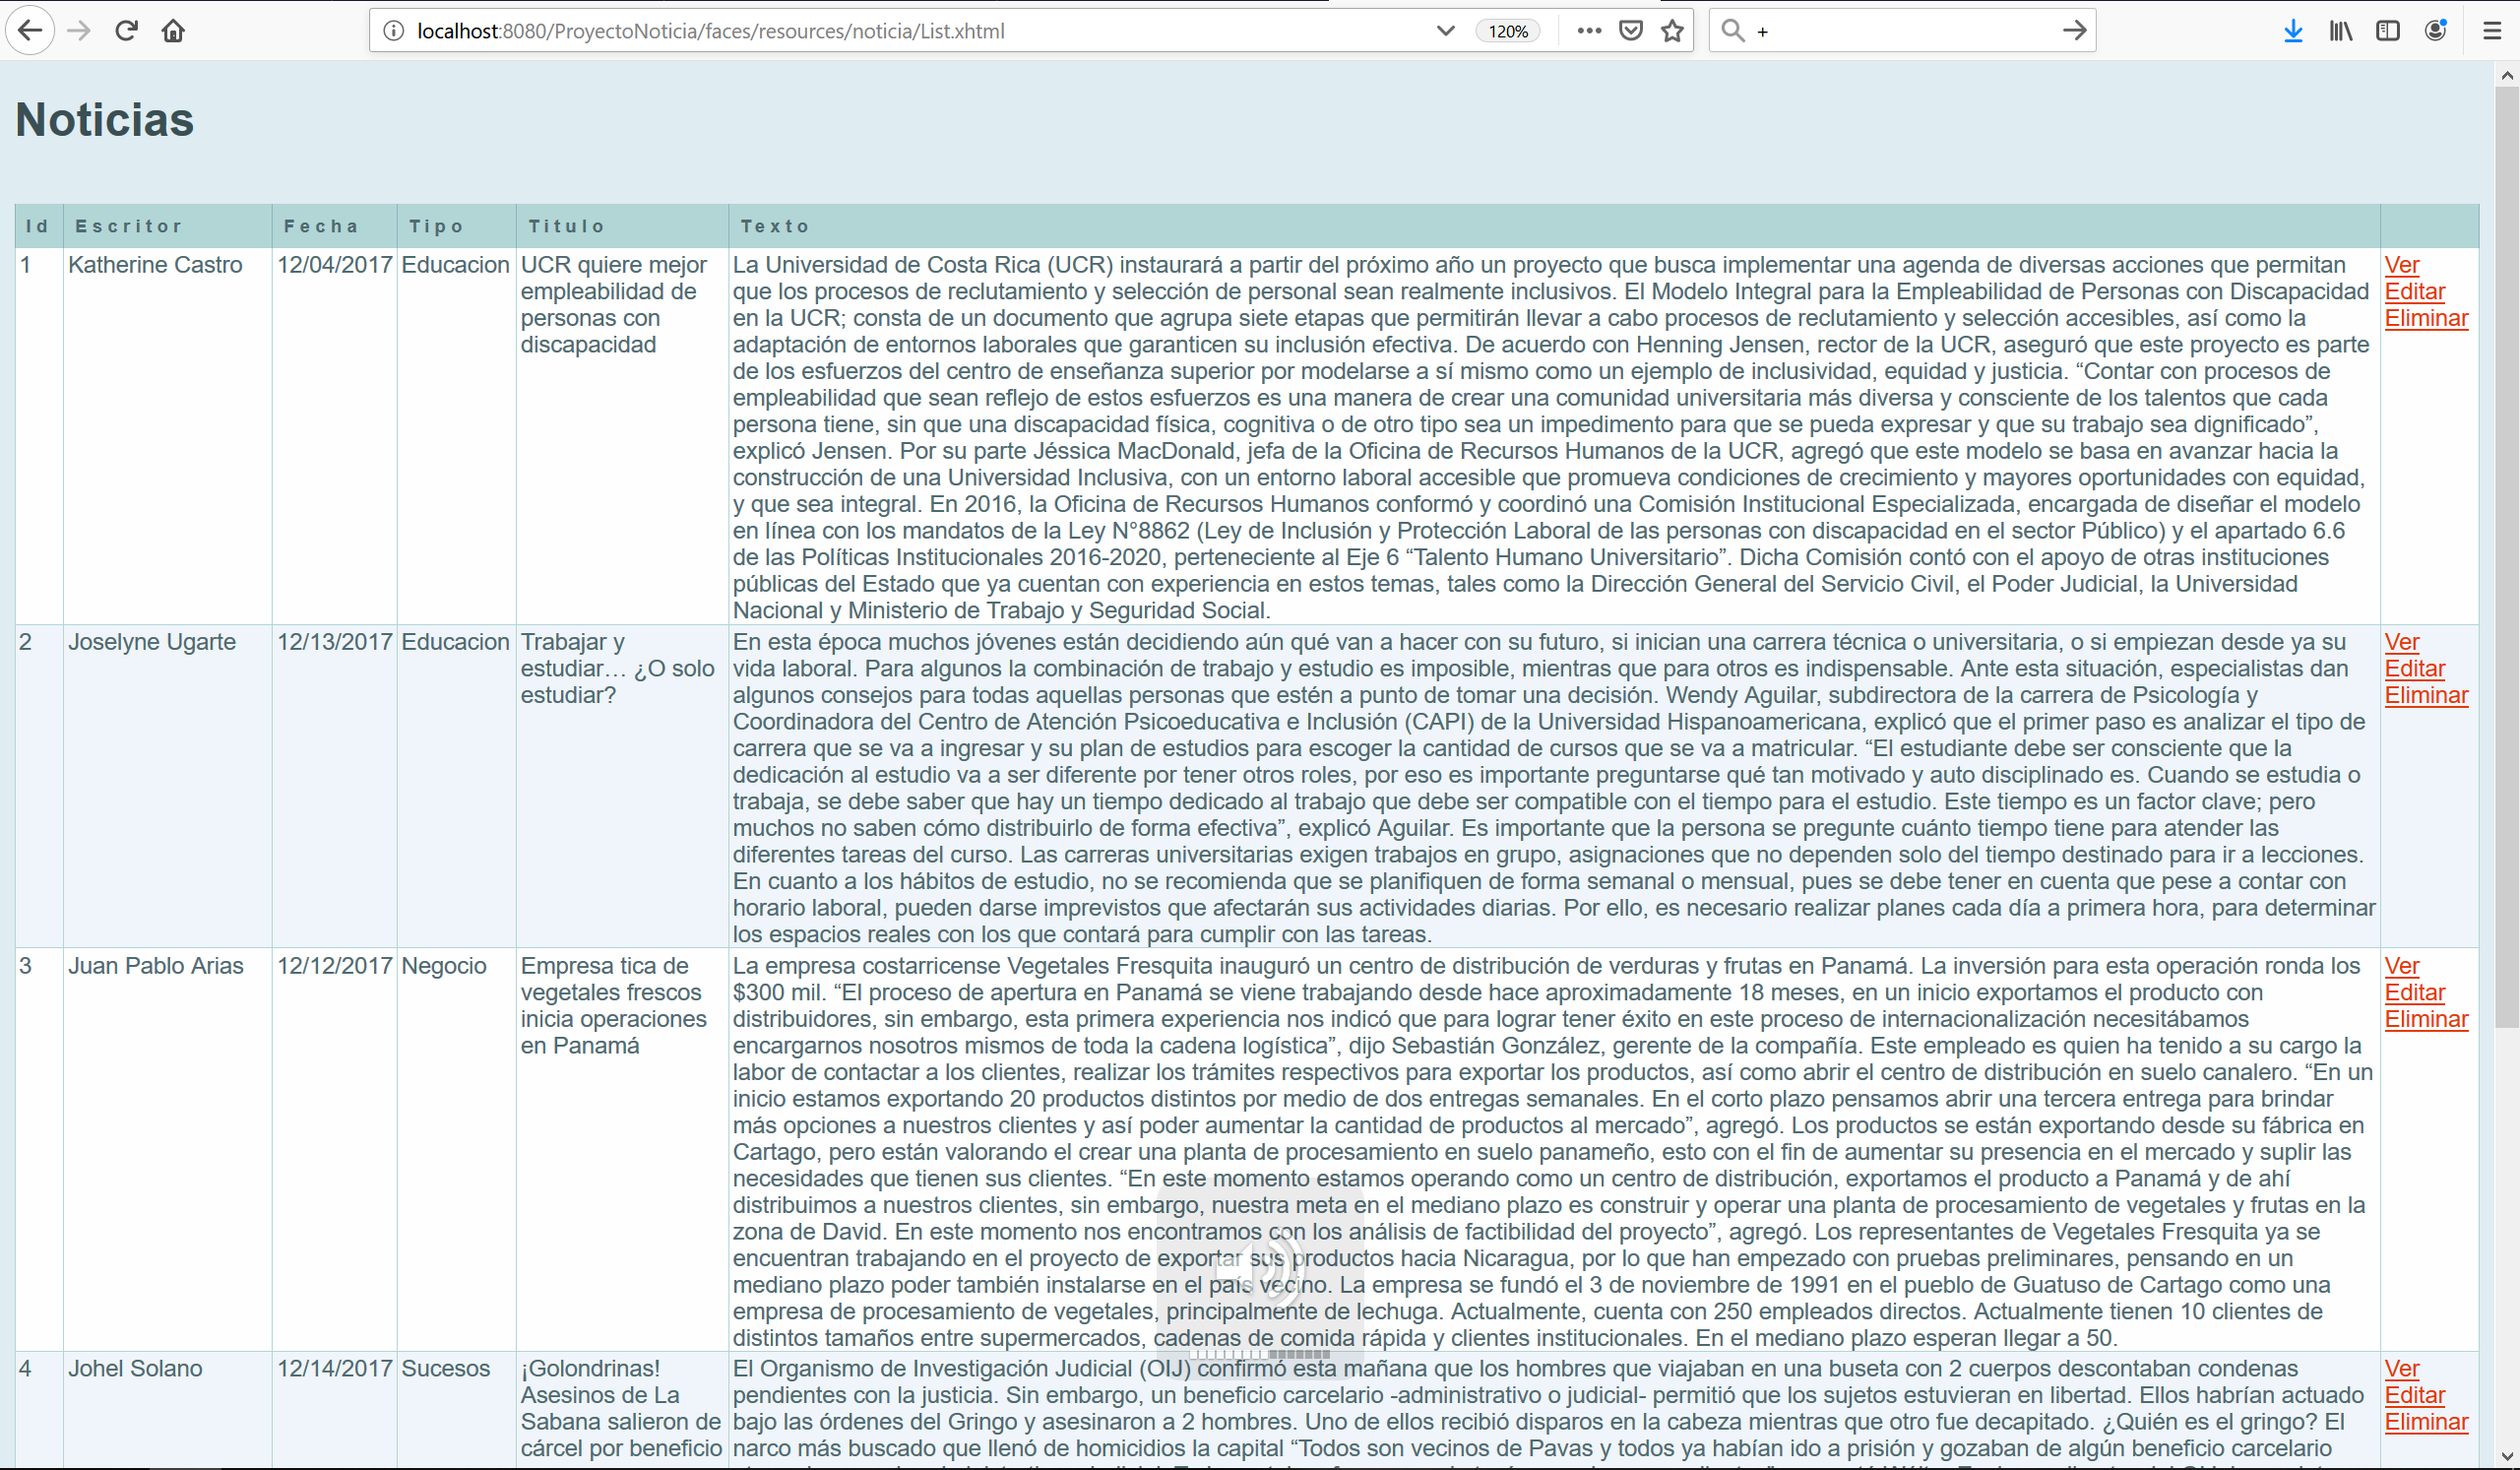 localhost:8080/ProyectoNoticia/faces/resources/noticia/List.xhtml
120%
+
Noticias
Id Escritor Fecha Tipo Titulo Texto
1 Katherine Castro 12/04/2017 Educacion
UCR quiere mejor
empleabilidad de
personas con
discapacidad
La Universidad de Costa Rica (UCR) instaurará a partir del próximo año un proyecto que busca implementar una agenda de diversas acciones que permitan
que los procesos de reclutamiento y selección de personal sean realmente inclusivos. El Modelo Integral para la Empleabilidad de Personas con Discapacidad
en la UCR; consta de un documento que agrupa siete etapas que permitirán llevar a cabo procesos de reclutamiento y selección accesibles, así como la
adaptación de entornos laborales que garanticen su inclusión efectiva. De acuerdo con Henning Jensen, rector de la UCR, aseguró que este proyecto es parte
de los esfuerzos del centro de enseñanza superior por modelarse a sí mismo como un ejemplo de inclusividad, equidad y justicia. “Contar con procesos de
empleabilidad que sean reflejo de estos esfuerzos es una manera de crear una comunidad universitaria más diversa y consciente de los talentos que cada
persona tiene, sin que una discapacidad física, cognitiva o de otro tipo sea un impedimento para que se pueda expresar y que su trabajo sea dignificado”,
explicó Jensen. Por su parte Jéssica MacDonald, jefa de la Oficina de Recursos Humanos de la UCR, agregó que este modelo se basa en avanzar hacia la
construcción de una Universidad Inclusiva, con un entorno laboral accesible que promueva condiciones de crecimiento y mayores oportunidades con equidad,
y que sea integral. En 2016, la Oficina de Recursos Humanos conformó y coordinó una Comisión Institucional Especializada, encargada de diseñar el modelo
en línea con los mandatos de la Ley N°8862 (Ley de Inclusión y Protección Laboral de las personas con discapacidad en el sector Público) y el apartado 6.6
de las Políticas Institucionales 2016-2020, perteneciente al Eje 6 “Talento Humano Universitario”. Dicha Comisión contó con el apoyo de otras instituciones
públicas del Estado que ya cuentan con experiencia en estos temas, tales como la Dirección General del Servicio Civil, el Poder Judicial, la Universidad
Nacional y Ministerio de Trabajo y Seguridad Social.
Ver
Editar
Eliminar
2 Joselyne Ugarte 12/13/2017 Educacion
Trabajar y
estudiar… ¿O solo
estudiar?
En esta época muchos jóvenes están decidiendo aún qué van a hacer con su futuro, si inician una carrera técnica o universitaria, o si empiezan desde ya su
vida laboral. Para algunos la combinación de trabajo y estudio es imposible, mientras que para otros es indispensable. Ante esta situación, especialistas dan
algunos consejos para todas aquellas personas que estén a punto de tomar una decisión. Wendy Aguilar, subdirectora de la carrera de Psicología y
Coordinadora del Centro de Atención Psicoeducativa e Inclusión (CAPI) de la Universidad Hispanoamericana, explicó que el primer paso es analizar el tipo de
carrera que se va a ingresar y su plan de estudios para escoger la cantidad de cursos que se va a matricular. “El estudiante debe ser consciente que la
dedicación al estudio va a ser diferente por tener otros roles, por eso es importante preguntarse qué tan motivado y auto disciplinado es. Cuando se estudia o
trabaja, se debe saber que hay un tiempo dedicado al trabajo que debe ser compatible con el tiempo para el estudio. Este tiempo es un factor clave; pero
muchos no saben cómo distribuirlo de forma efectiva”, explicó Aguilar. Es importante que la persona se pregunte cuánto tiempo tiene para atender las
diferentes tareas del curso. Las carreras universitarias exigen trabajos en grupo, asignaciones que no dependen solo del tiempo destinado para ir a lecciones.
En cuanto a los hábitos de estudio, no se recomienda que se planifiquen de forma semanal o mensual, pues se debe tener en cuenta que pese a contar con
horario laboral, pueden darse imprevistos que afectarán sus actividades diarias. Por ello, es necesario realizar planes cada día a primera hora, para determinar
los espacios reales con los que contará para cumplir con las tareas.
Ver
Editar
Eliminar
3 Juan Pablo Arias 12/12/2017 Negocio
Empresa tica de
vegetales frescos
inicia operaciones
en Panamá
La empresa costarricense Vegetales Fresquita inauguró un centro de distribución de verduras y frutas en Panamá. La inversión para esta operación ronda los
$300 mil. “El proceso de apertura en Panamá se viene trabajando desde hace aproximadamente 18 meses, en un inicio exportamos el producto con
distribuidores, sin embargo, esta primera experiencia nos indicó que para lograr tener éxito en este proceso de internacionalización necesitábamos
encargarnos nosotros mismos de toda la cadena logística”, dijo Sebastián González, gerente de la compañía. Este empleado es quien ha tenido a su cargo la
labor de contactar a los clientes, realizar los trámites respectivos para exportar los productos, así como abrir el centro de distribución en suelo canalero. “En un
inicio estamos exportando 20 productos distintos por medio de dos entregas semanales. En el corto plazo pensamos abrir una tercera entrega para brindar
más opciones a nuestros clientes y así poder aumentar la cantidad de productos al mercado”, agregó. Los productos se están exportando desde su fábrica en
Cartago, pero están valorando el crear una planta de procesamiento en suelo panameño, esto con el fin de aumentar su presencia en el mercado y suplir las
necesidades que tienen sus clientes. “En este momento estamos operando como un centro de distribución, exportamos el producto a Panamá y de ahí
distribuimos a nuestros clientes, sin embargo, nuestra meta en el mediano plazo es construir y operar una planta de procesamiento de vegetales y frutas en la
zona de David. En este momento nos encontramos con los análisis de factibilidad del proyecto”, agregó. Los representantes de Vegetales Fresquita ya se
encuentran trabajando en el proyecto de exportar sus productos hacia Nicaragua, por lo que han empezado con pruebas preliminares, pensando en un
mediano plazo poder también instalarse en el país vecino. La empresa se fundó el 3 de noviembre de 1991 en el pueblo de Guatuso de Cartago como una
empresa de procesamiento de vegetales, principalmente de lechuga. Actualmente, cuenta con 250 empleados directos. Actualmente tienen 10 clientes de
distintos tamaños entre supermercados, cadenas de comida rápida y clientes institucionales. En el mediano plazo esperan llegar a 50.
Ver
Editar
Eliminar
4 Johel Solano 12/14/2017 Sucesos
¡Golondrinas!
Asesinos de La
Sabana salieron de
cárcel por beneficio
El Organismo de Investigación Judicial (OIJ) confirmó esta mañana que los hombres que viajaban en una buseta con 2 cuerpos descontaban condenas
pendientes con la justicia. Sin embargo, un beneficio carcelario -administrativo o judicial- permitió que los sujetos estuvieran en libertad. Ellos habrían actuado
bajo las órdenes del Gringo y asesinaron a 2 hombres. Uno de ellos recibió disparos en la cabeza mientras que otro fue decapitado. ¿Quién es el gringo? El
narco más buscado que llenó de homicidios la capital “Todos son vecinos de Pavas y todos ya habían ido a prisión y gozaban de algún beneficio carcelario
Ver
Editar
Eliminar